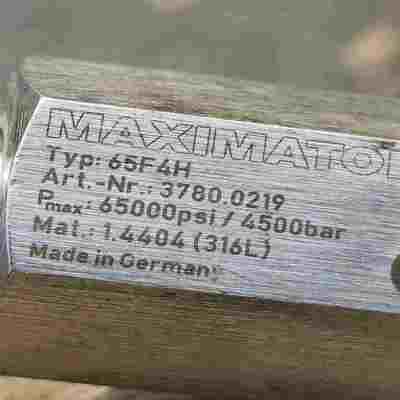 MAXIMATO
Typ: 65F4H
Art.-Nr.: 3780.0219
Pmax: 65000psi / 4500bar
Mat.: 1.4404 (316L)
Made in German